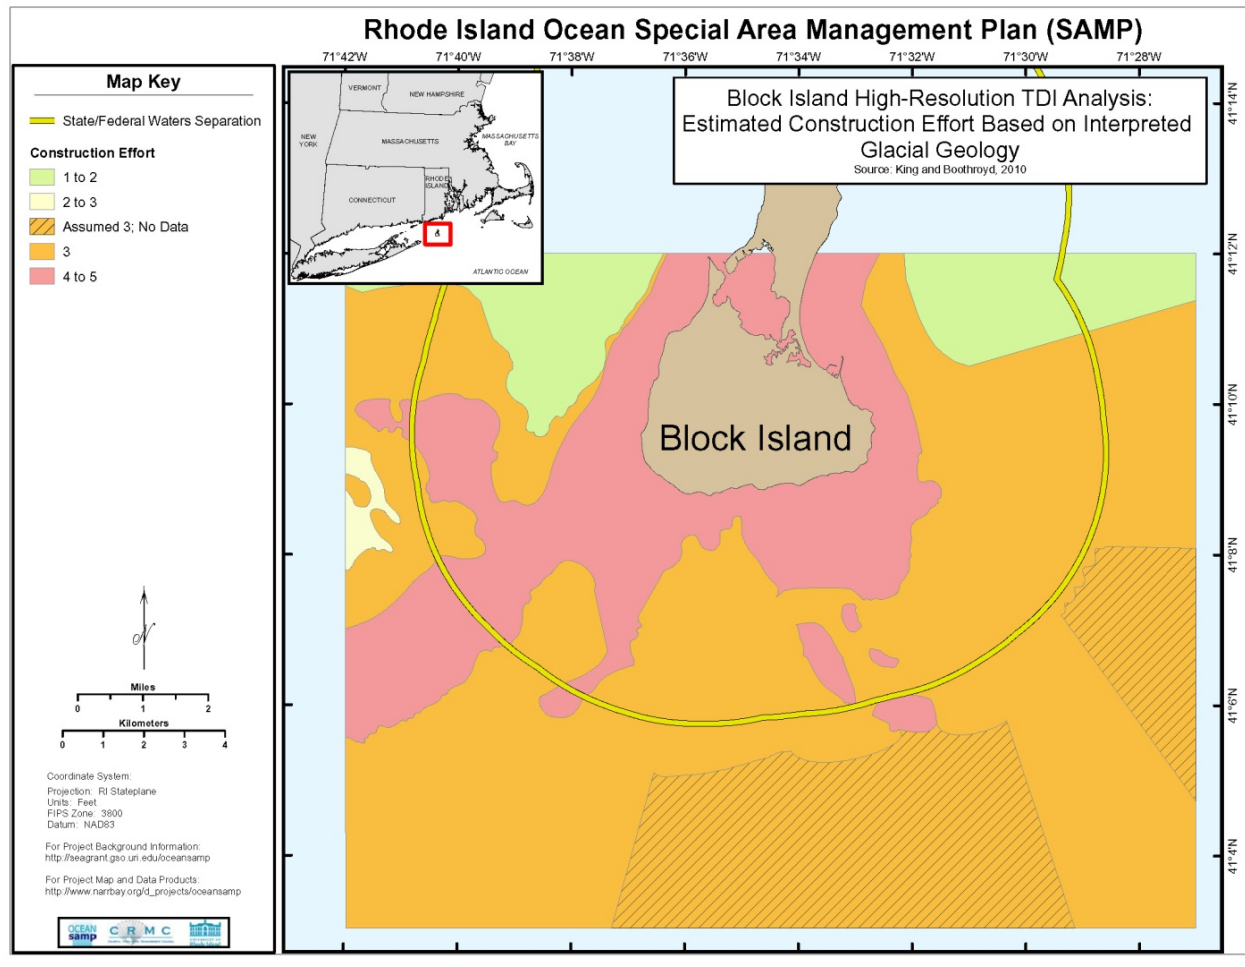 Rhode Island Ocean Special Area Management Plan (SAMP)
71°42'W 71°40'W 71°38'W 71°36'W 71°34'W 71°32'W 71°30'W 71°28'W
Map Key
State/Federal Waters Separation
Construction Effort
1 to 2
2 to 3
Assumed 3; No Data
3
4 to 5
N
Miles
0 1 2
Kilometers
0 1 2 3 4
Coordinate System:
Projection: RI Stateplane
Units: Feet
FIPS Zone: 3800
Datum: NAD83
For Project Background Information:
http://seagrant.gso.uri.edu/oceansamp
For Project Map and Data Products:
http://www.narrbay.org/d_projects/oceansamp
OCEAN
samp
CRMC
VERMONT
NEW HAMPSHIRE
NEW
YORK
MASSACHUSETTS
MASSACHUSETTS
BAY
CONNECTICUT
RHODE
ISLAND
ATLANTIC OCEAN
Block Island High-Resolution TDI Analysis:
Estimated Construction Effort Based on Interpreted
Glacial Geology
Source: King and Boothroyd, 2010
Block Island
41°14'N
41°12'N
41°10'N
41°8'N
41°6'N
41°4'N